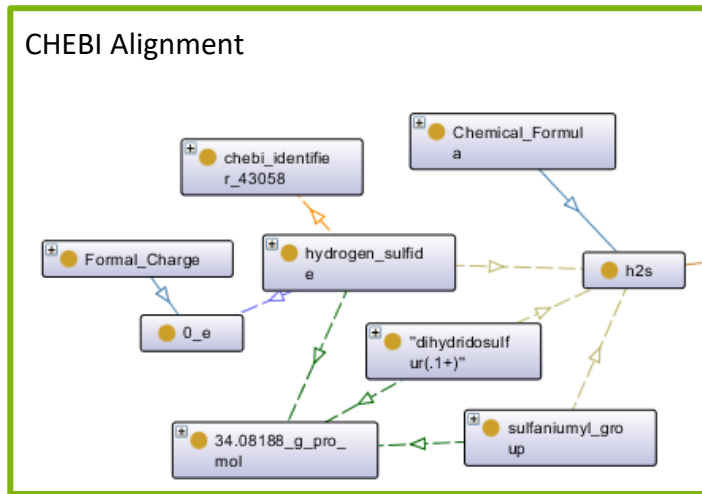 CHEBI Alignment
Chemical_Formul
a
chebi_identifie
r_43058
Formal_Charge
hydrogen_sulfid
e
h2s
0_e
"dihydridosulf
ur(.1+)"
34.08188_g_pro_
mol
sulfaniumyl_gro
up